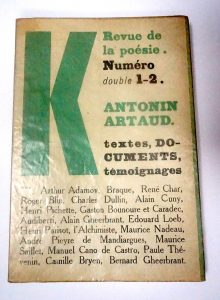 K
Revue de
la poésie.
Numéro
double 1-2.
ANTONIN
ARTAUD.
textes, DO-
CUMENTS,
témoignages
Arthur Adamov, Braque, René Char,
Roger Blin, Charles Dullin, Alain Cuny,
Henri Pichette, Gaston Bounoure et Caradec,
Audiberti, Alain Gheerbrant, Edouard Loeb,
Henri Parisot, l'Alchimiste, Maurice Nadeau,
André Pieyre de Mandiargues, Maurice
Saillet, Manuel Cano de Castro, Paule Thé-
venin, Camille Bryen, Bernard Gheerbrant.